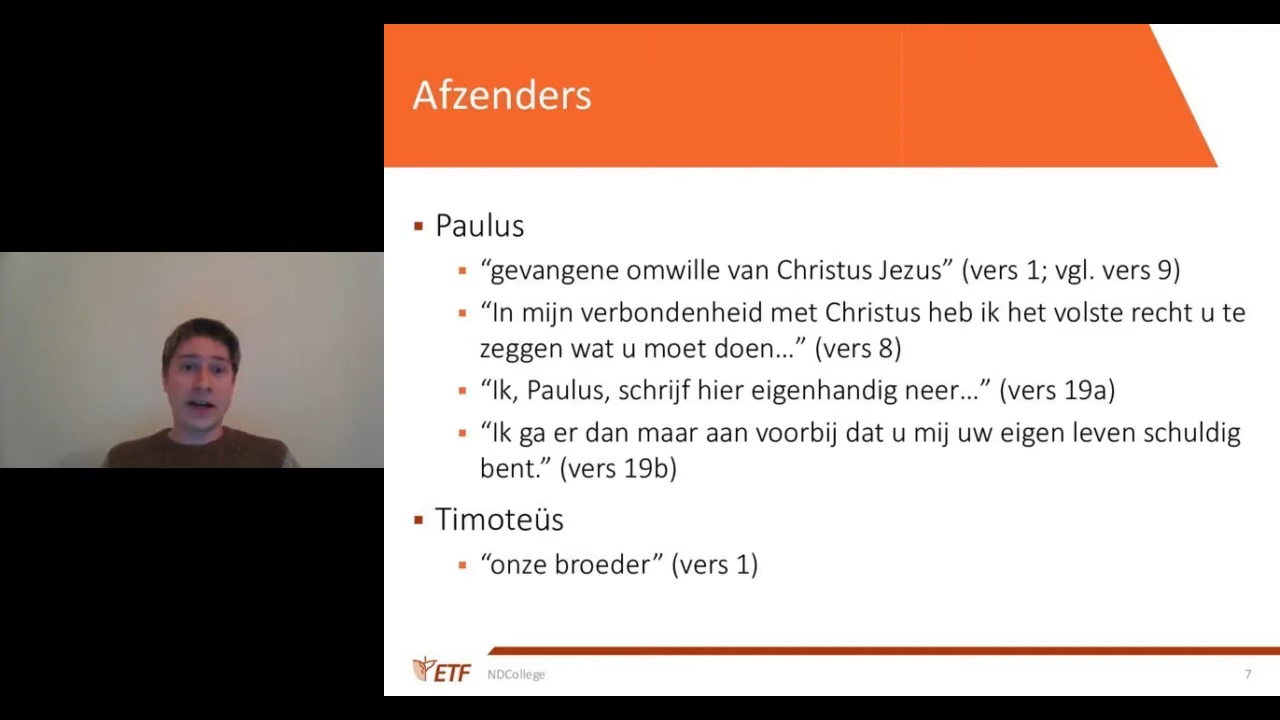 Afzenders
▪ Paulus
▪ “gevangene omwille van Christus Jezus” (vers 1; vgl. vers 9)
▪ “In mijn verbondenheid met Christus heb ik het volste recht u te
zeggen wat u moet doen…” (vers 8)
▪ “Ik, Paulus, schrijf hier eigenhandig neer…” (vers 19a)
▪ “Ik ga er dan maar aan voorbij dat u mij uw eigen leven schuldig
bent.” (vers 19b)
▪ Timoteüs
▪ “onze broeder” (vers 1)
ETF NDCollege 7